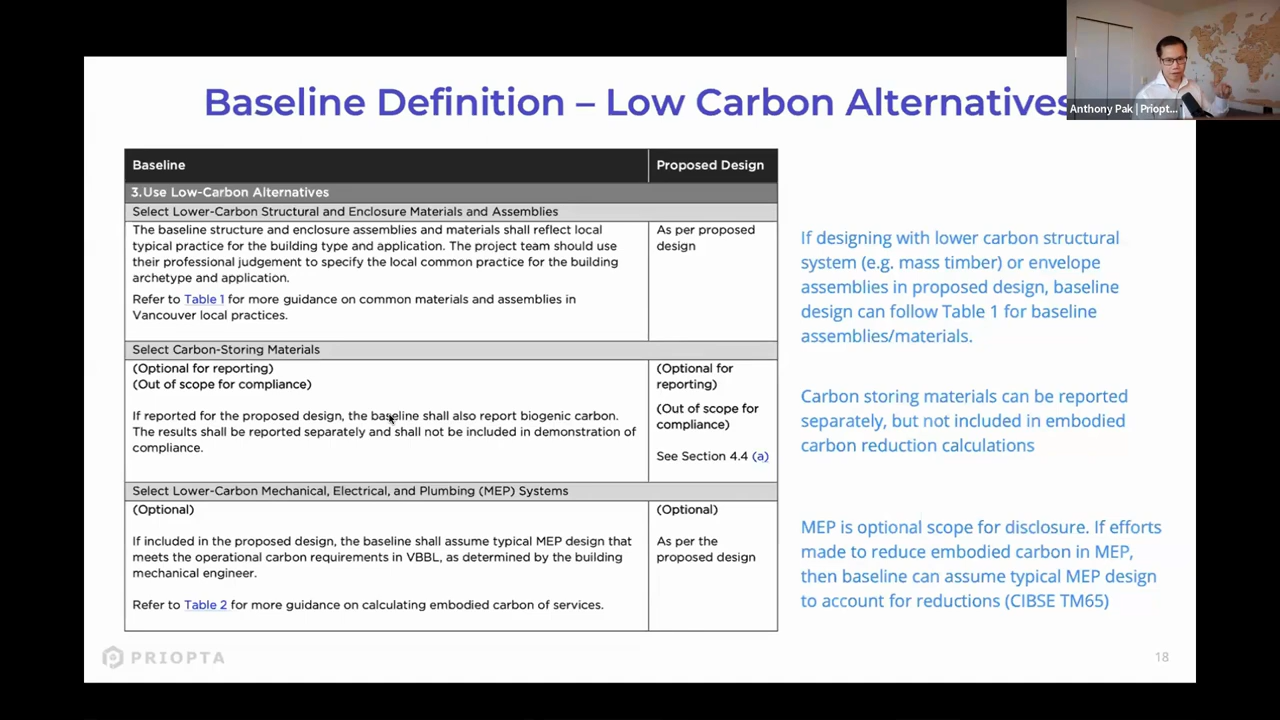 Baseline Definition – Low Carbon Alternatives
Anthony Pak | Priopt...
Baseline
Proposed Design
3.Use Low-Carbon Alternatives
Select Lower-Carbon Structural and Enclosure Materials and Assemblies
The baseline structure and enclosure assemblies and materials shall reflect local
typical practice for the building type and application. The project team should use
their professional judgement to specify the local common practice for the building
archetype and application.
Refer to Table 1 for more guidance on common materials and assemblies in
Vancouver local practices.
As per proposed
design
If designing with lower carbon structural
system (e.g. mass timber) or envelope
assemblies in proposed design, baseline
design can follow Table 1 for baseline
assemblies/materials.
Select Carbon-Storing Materials
(Optional for reporting)
(Out of scope for compliance)
If reported for the proposed design, the baseline shall also report biogenic carbon.
The results shall be reported separately and shall not be included in demonstration of
compliance.
(Optional for
reporting)
(Out of scope for
compliance)
See Section 4.4 (a)
Carbon storing materials can be reported
separately, but not included in embodied
carbon reduction calculations
Select Lower-Carbon Mechanical, Electrical, and Plumbing (MEP) Systems
(Optional)
If included in the proposed design, the baseline shall assume typical MEP design that
meets the operational carbon requirements in VBBL, as determined by the building
mechanical engineer.
Refer to Table 2 for more guidance on calculating embodied carbon of services.
(Optional)
As per the
proposed design
MEP is optional scope for disclosure. If efforts
made to reduce embodied carbon in MEP,
then baseline can assume typical MEP design
to account for reductions (CIBSE TM65)
PRIOPTA
18